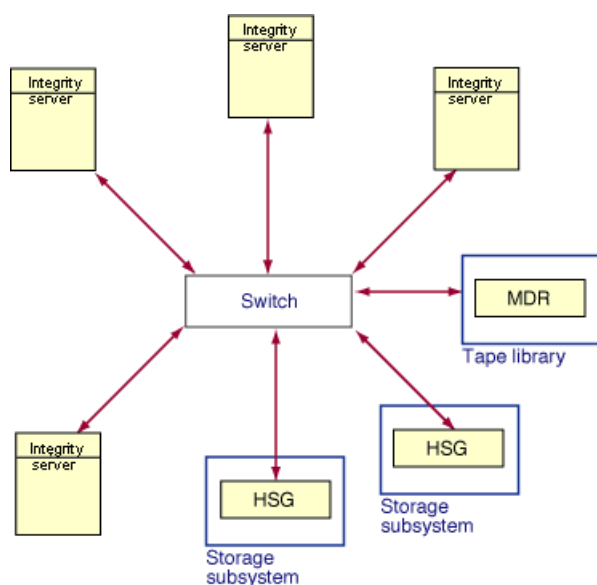 Integrity
server
Integrity
server
Integrity
server
Switch
MDR
Tape library
HSG
Storage
subsystem
Integrity
server
HSG
Storage
subsystem